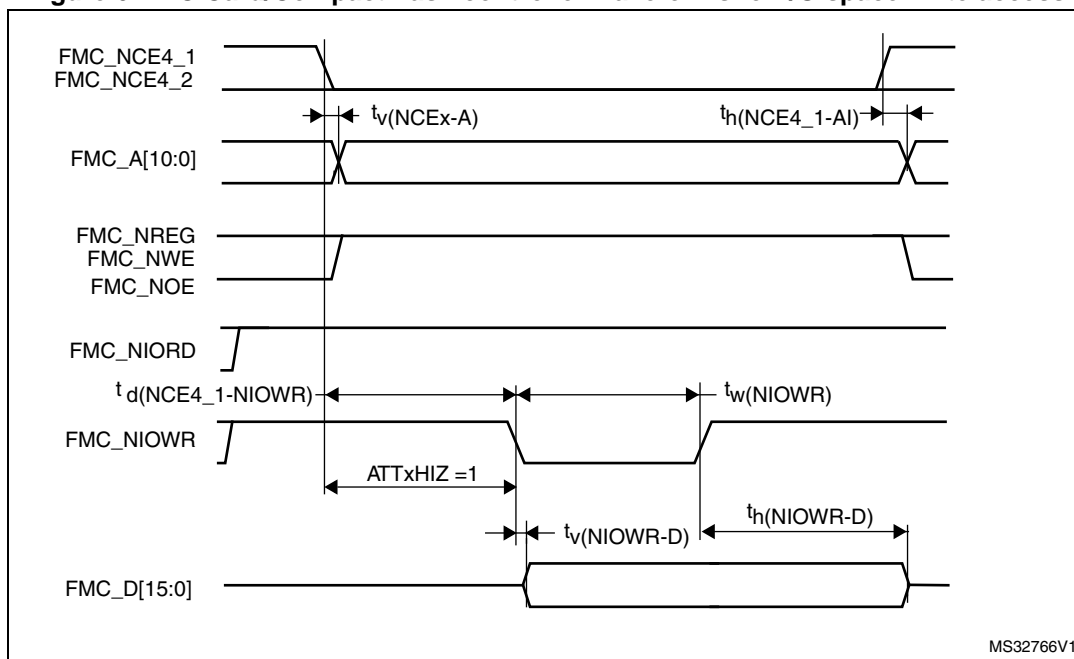 FMC_NCE4_1
FMC_NCE4_2
tv(NCEx-A)
th(NCE4_1-AI)
FMC_A[10:0]
FMC_NREG
FMC_NWE
FMC_NOE
FMC_NIORD
td(NCE4_1-NIOWR)
tw(NIOWR)
FMC_NIOWR
ATTxHIZ =1
th(NIOWR-D)
tv(NIOWR-D)
FMC_D[15:0]
MS32766V1